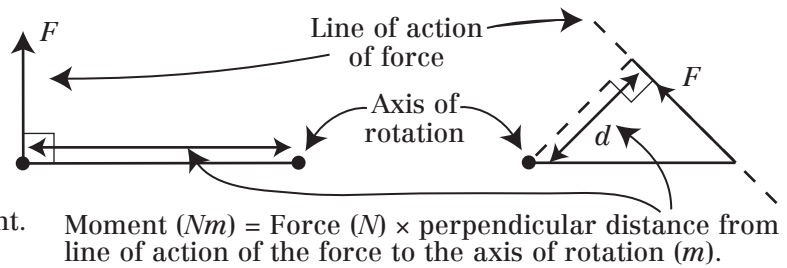 F
Line of action
of force
F
Axis of
rotation
d
nt.
Moment (Nm) = Force (N) × perpendicular distance from
line of action of the force to the axis of rotation (m).